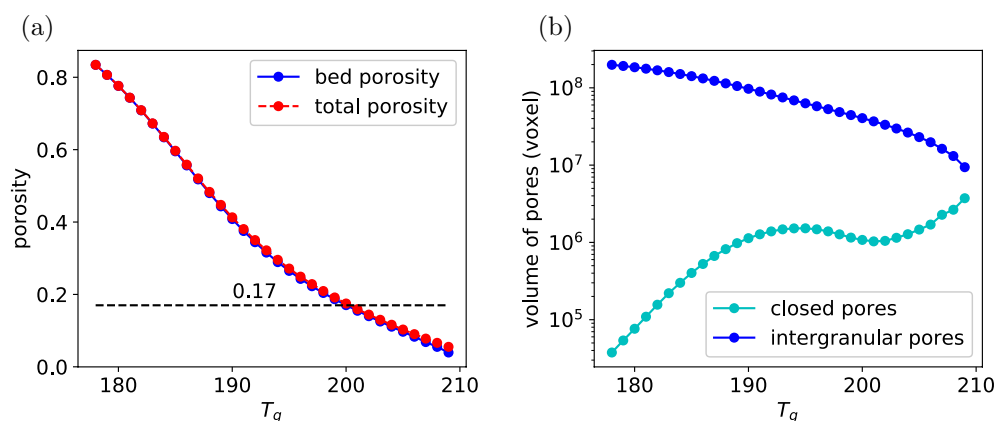 (a)
0.8
0.6
0.4
0.2
0.0
porosity
bed porosity
total porosity
0.17
180 190 200 210
T_g
(b)
10^8
10^7
10^6
10^5
volume of pores (voxel)
closed pores
intergranular pores
180 190 200 210
T_g